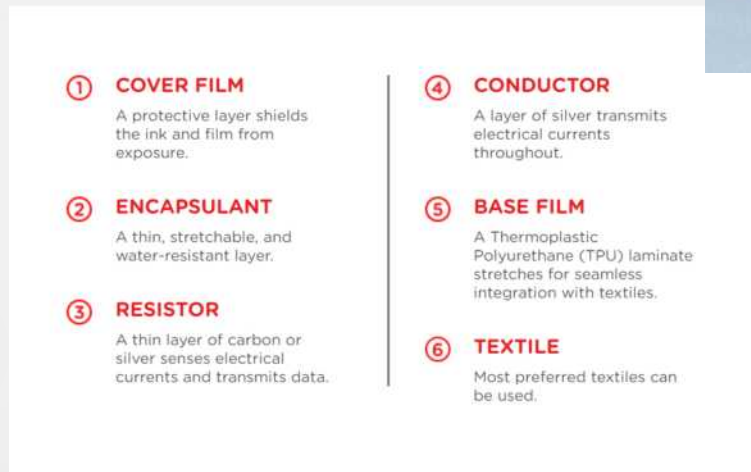 1 COVER FILM
A protective layer shields
the ink and film from
exposure.
2 ENCAPSULANT
A thin, stretchable, and
water-resistant layer.
3 RESISTOR
A thin layer of carbon or
silver senses electrical
currents and transmits data.
4 CONDUCTOR
A layer of silver transmits
electrical currents
throughout.
5 BASE FILM
A Thermoplastic
Polyurethane (TPU) laminate
stretches for seamless
integration with textiles.
6 TEXTILE
Most preferred textiles can
be used.